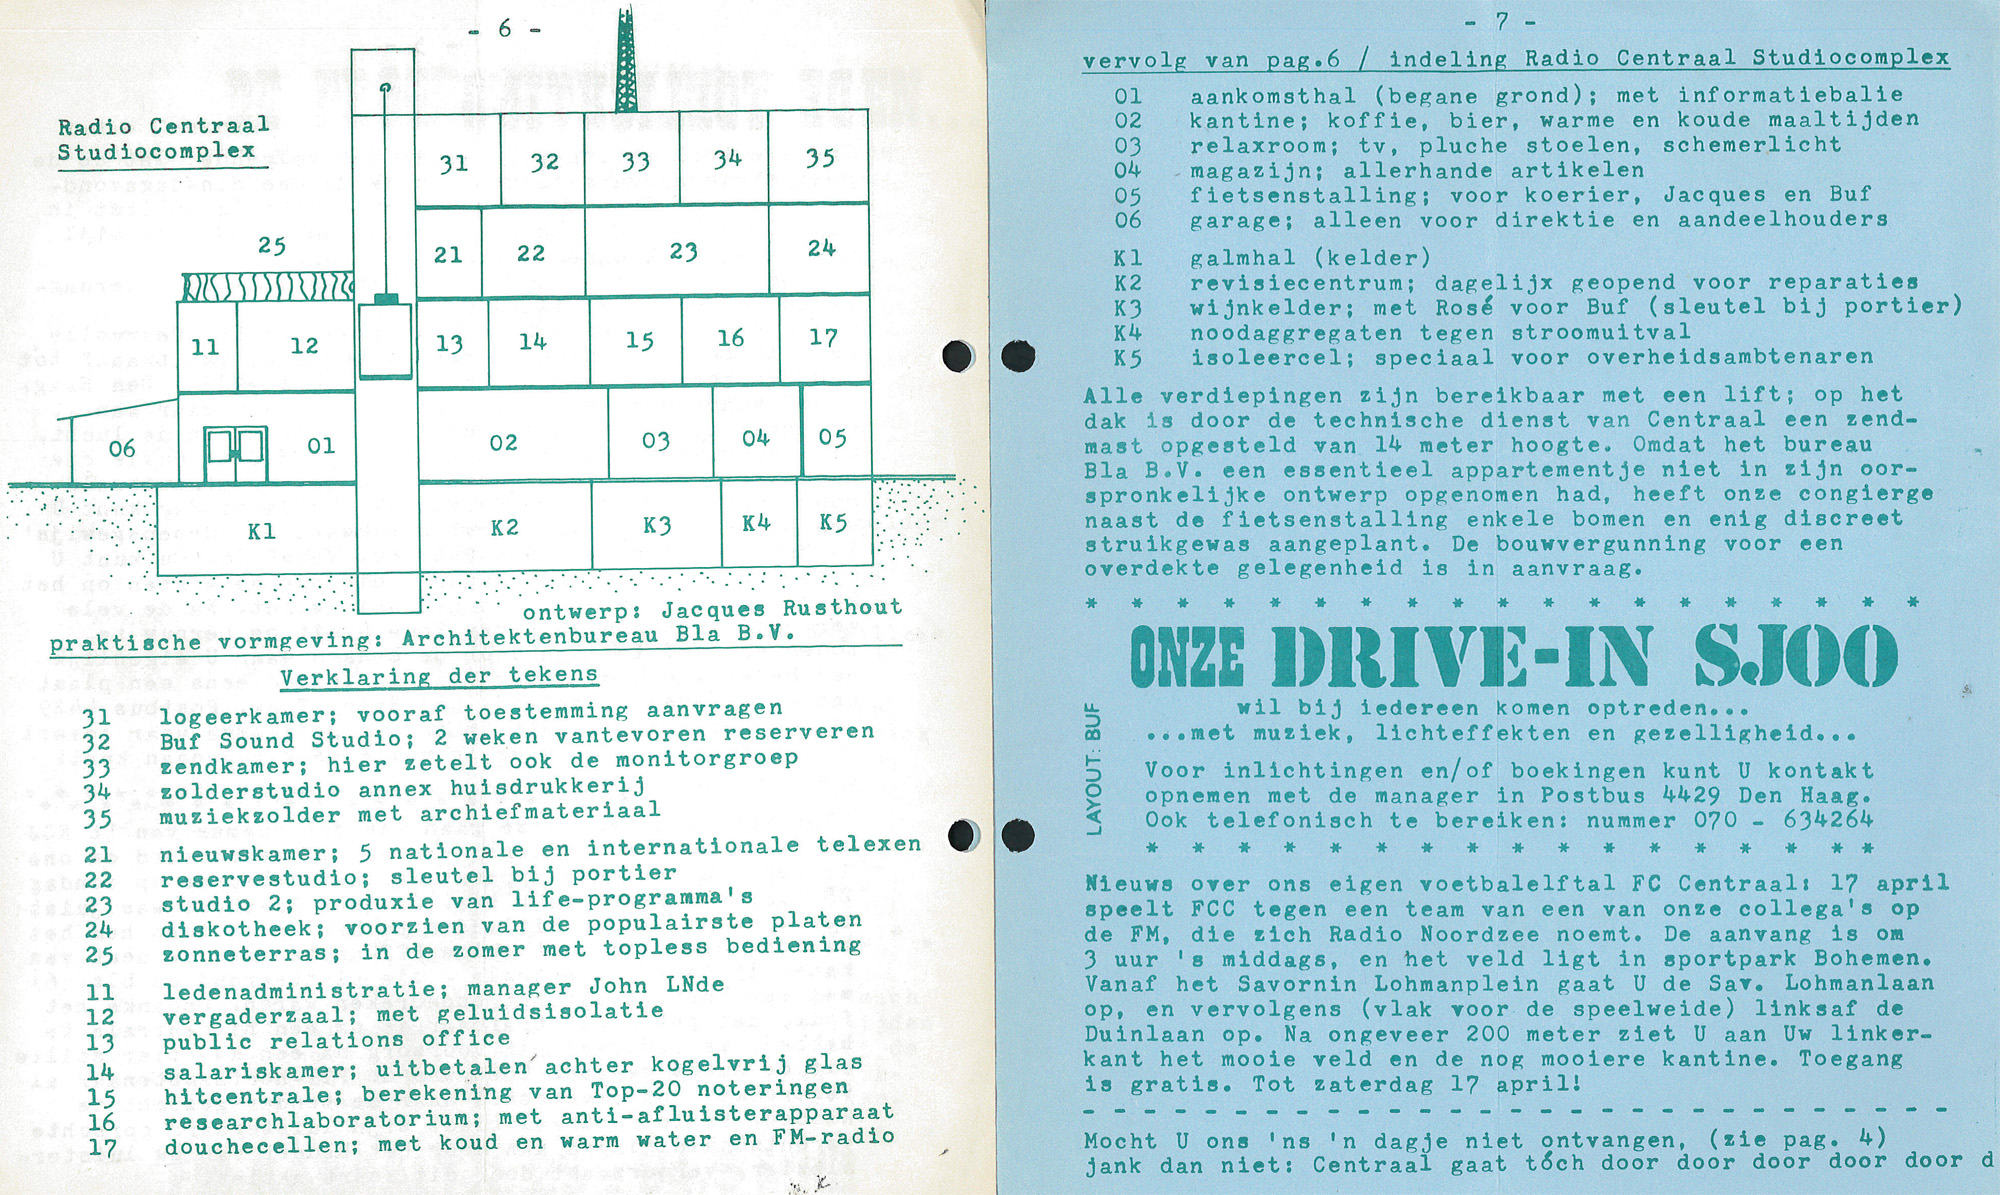 - 6 -
Radio Centraal
Studiocomplex
31 32 33 34 35
25
21 22 23 24
11 12 13 14 15 16 17
06 01 02 03 04 05
K1 K2 K3 K4 K5
ontwerp: Jacques Rusthout
praktische vormgeving: Architektenbureau Bla B.V.
Verklaring der tekens
31 logeerkamer; vooraf toestemming aanvragen
32 Buf Sound Studio; 2 weken vantevoren reserveren
33 zendkamer; hier zetelt ook de monitorgroep
34 zolderstudio annex huisdrukkerij
35 muziekzolder met archiefmateriaal
21 nieuwskamer; 5 nationale en internationale telexen
22 reservestudio; sleutel bij portier
23 studio 2; produxie van life-programma's
24 diskotheek; voorzien van de populairste platen
25 zonneterras; in de zomer met topless bediening
11 ledenadministratie; manager John LNde
12 vergaderzaal; met geluidsisolatie
13 public relations office
14 salariskamer; uitbetalen achter kogelvrij glas
15 hitcentrale; berekening van Top-20 noteringen
16 researchlaboratorium; met anti-afluisterapparaat
17 douchecellen; met koud en warm water en FM-radio
- 7 -
vervolg van pag.6 / indeling Radio Centraal Studiocomplex
01 aankomsthal (begane grond); met informatiebalie
02 kantine; koffie, bier, warme en koude maaltijden
03 relaxroom; tv, pluche stoelen, schemerlicht
04 magazijn; allerhande artikelen
05 fietsenstalling; voor koerier, Jacques en Buf
06 garage; alleen voor direktie en aandeelhouders
K1 galmhal (kelder)
K2 revisiecentrum; dagelijx geopend voor reparaties
K3 wijnkelder; met Rosé voor Buf (sleutel bij portier)
K4 noodaggregaten tegen stroomuitval
K5 isoleercel; speciaal voor overheidsambtenaren
Alle verdiepingen zijn bereikbaar met een lift; op het
dak is door de technische dienst van Centraal een zend-
mast opgesteld van 14 meter hoogte. Omdat het bureau
Bla B.V. een essentieel appartementje niet in zijn oor-
spronkelijke ontwerp opgenomen had, heeft onze congierge
naast de fietsenstalling enkele bomen en enig discreet
struikgewas aangeplant. De bouwvergunning voor een
overdekte gelegenheid is in aanvraag.
* * * * * * * * * * * * * * * * * * *
ONZE DRIVE-IN SJOO
wil bij iedereen komen optreden...
...met muziek, lichteffekten en gezelligheid...
LAYOUT: BUF
Voor inlichtingen en/of boekingen kunt U kontakt
opnemen met de manager in Postbus 4429 Den Haag.
Ook telefonisch te bereiken: nummer 070 - 634264
* * * * * * * * * * * * * * * * *
Nieuws over ons eigen voetbalelftal FC Centraal: 17 april
speelt FCC tegen een team van een van onze collega's op
de FM, die zich Radio Noordzee noemt. De aanvang is om
3 uur 's middags, en het veld ligt in sportpark Bohemen.
Vanaf het Savornin Lohmanplein gaat U de Sav. Lohmanlaan
op, en vervolgens (vlak voor de speelweide) linksaf de
Duinlaan op. Na ongeveer 200 meter ziet U aan Uw linker-
kant het mooie veld en de nog mooiere kantine. Toegang
is gratis. Tot zaterdag 17 april!
Mocht U ons 'ns 'n dagje niet ontvangen, (zie pag. 4)
jank dan niet: Centraal gaat tóch door door door door door d